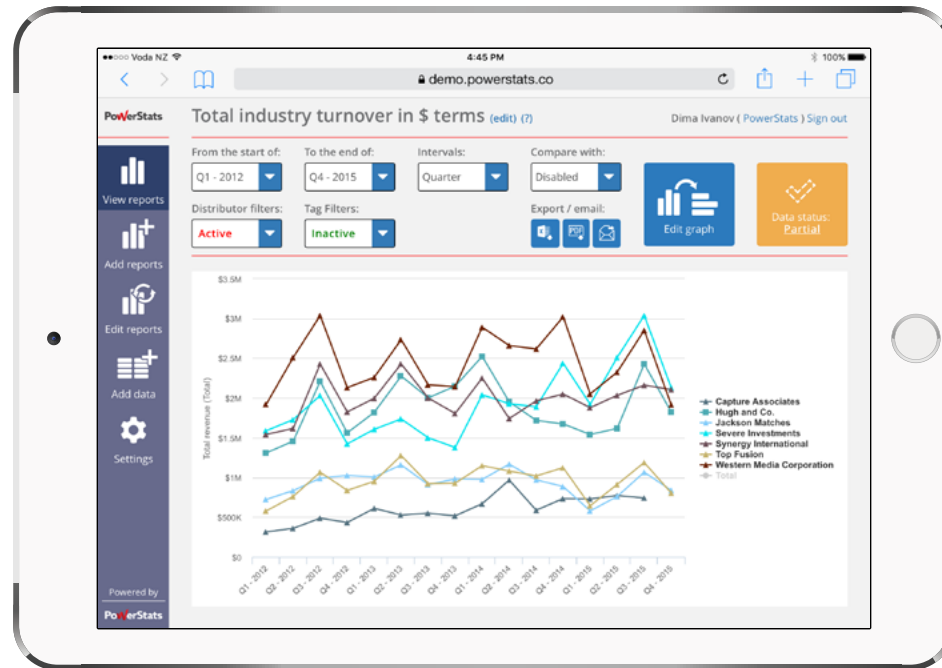 Voda NZ
4:45 PM
100%
demo.powerstats.co
PoWerStats
Total industry turnover in $ terms (edit) (?)
Dima Ivanov ( PowerStats ) Sign out
From the start of:
To the end of:
Intervals:
Compare with:
Q1 - 2012
Q4 - 2015
Quarter
Disabled
Distributor filters:
Tag Filters:
Export / email:
Active
Inactive
PDF
Edit graph
Data status:
Partial
View reports
Add reports
Edit reports
Add data
Settings
Powered by
PoWerStats
$3.5M
$3M
$2.5M
$2M
$1.5M
$1M
$500K
$0
Total revenue (Total)
Q1 - 2012
Q2 - 2012
Q3 - 2012
Q4 - 2012
Q1 - 2013
Q2 - 2013
Q3 - 2013
Q4 - 2013
Q1 - 2014
Q2 - 2014
Q3 - 2014
Q4 - 2014
Q1 - 2015
Q2 - 2015
Q3 - 2015
Q4 - 2015
Capture Associates
Hugh and Co.
Jackson Matches
Severe Investments
Synergy International
Top Fusion
Western Media Corporation
Total